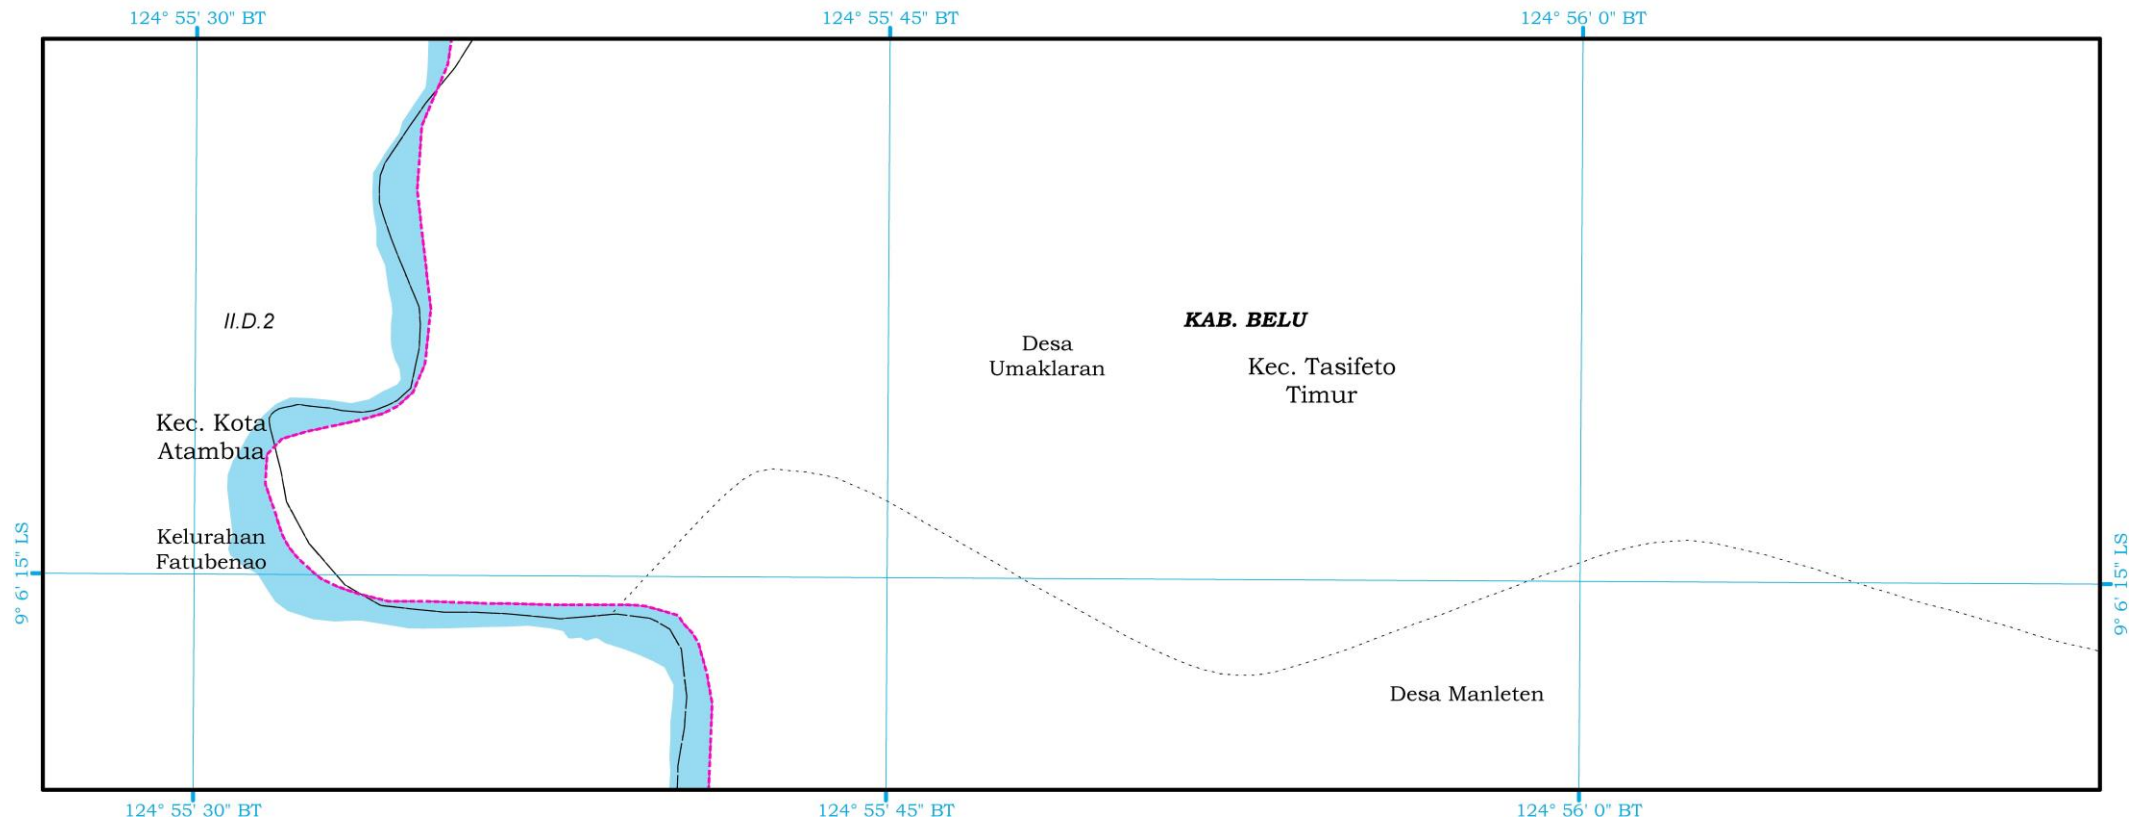 124° 55' 30" BT
124° 55' 45" BT
124° 56' 0" BT
II.D.2
KAB. BELU
Desa
Umaklaran
Kec. Tasifeto
Timur
Kec. Kota
Atambua
Kelurahan
Fatubenao
9° 6' 15" LS
9° 6' 15" LS
Desa Manleten
124° 55' 30" BT
124° 55' 45" BT
124° 56' 0" BT